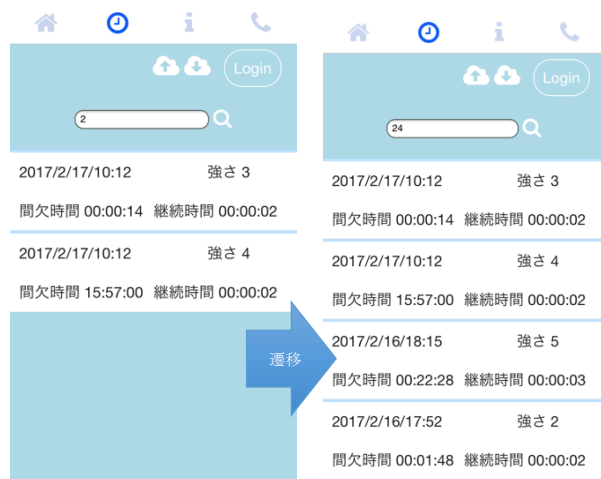 Login
2
2017/2/17/10:12 強さ 3
間欠時間 00:00:14 継続時間 00:00:02
2017/2/17/10:12 強さ 4
間欠時間 15:57:00 継続時間 00:00:02
遷移
Login
24
2017/2/17/10:12 強さ 3
間欠時間 00:00:14 継続時間 00:00:02
2017/2/17/10:12 強さ 4
間欠時間 15:57:00 継続時間 00:00:02
2017/2/16/18:15 強さ 5
間欠時間 00:22:28 継続時間 00:00:03
2017/2/16/17:52 強さ 2
間欠時間 00:01:48 継続時間 00:00:02